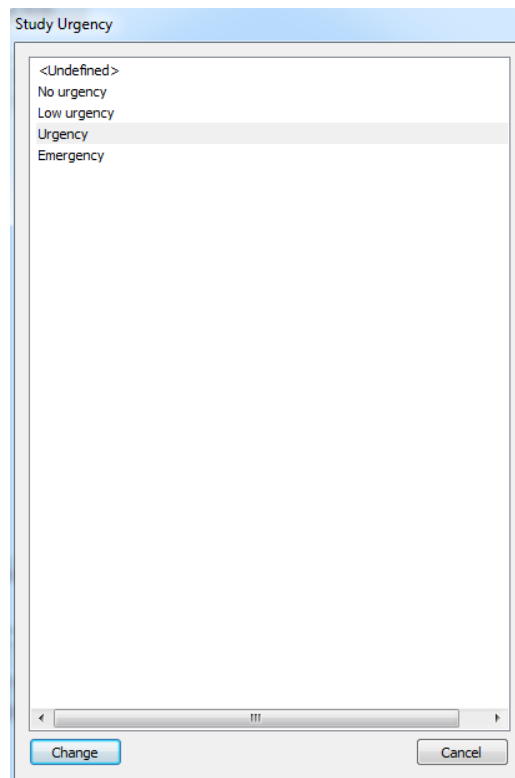 Study Urgency
<Undefined>
No urgency
Low urgency
Urgency
Emergency
Change
Cancel